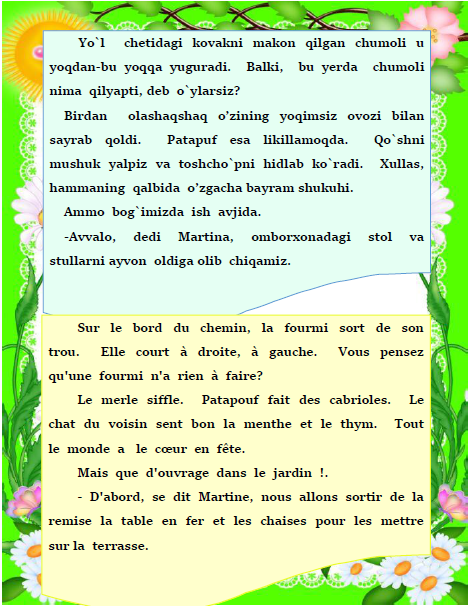 Yo`l chetidagi kovakni makon qilgan chumoli u
yoqdan-bu yoqqa yuguradi. Balki, bu yerda chumoli
nima qilyapti, deb o`ylarsiz?
Birdan olashaqshaq o’zining yoqimsiz ovozi bilan
sayrab qoldi. Patapuf esa likillamoqda. Qo`shni
mushuk yalpiz va toshcho`pni hidlab ko`radi. Xullas,
hammaning qalbida o’zgacha bayram shukuhi.
Ammo bog`imizda ish avjida.
-Avvalo, dedi Martina, omborxonadagi stol va
stullarni ayvon oldiga olib chiqamiz.
Sur le bord du chemin, la fourmi sort de son
trou. Elle court à droite, à gauche. Vous pensez
qu'une fourmi n'a rien à faire?
Le merle siffle. Patapouf fait des cabrioles. Le
chat du voisin sent bon la menthe et le thym. Tout
le monde a le cœur en fête.
Mais que d'ouvrage dans le jardin !.
- D'abord, se dit Martine, nous allons sortir de la
remise la table en fer et les chaises pour les mettre
sur la terrasse.